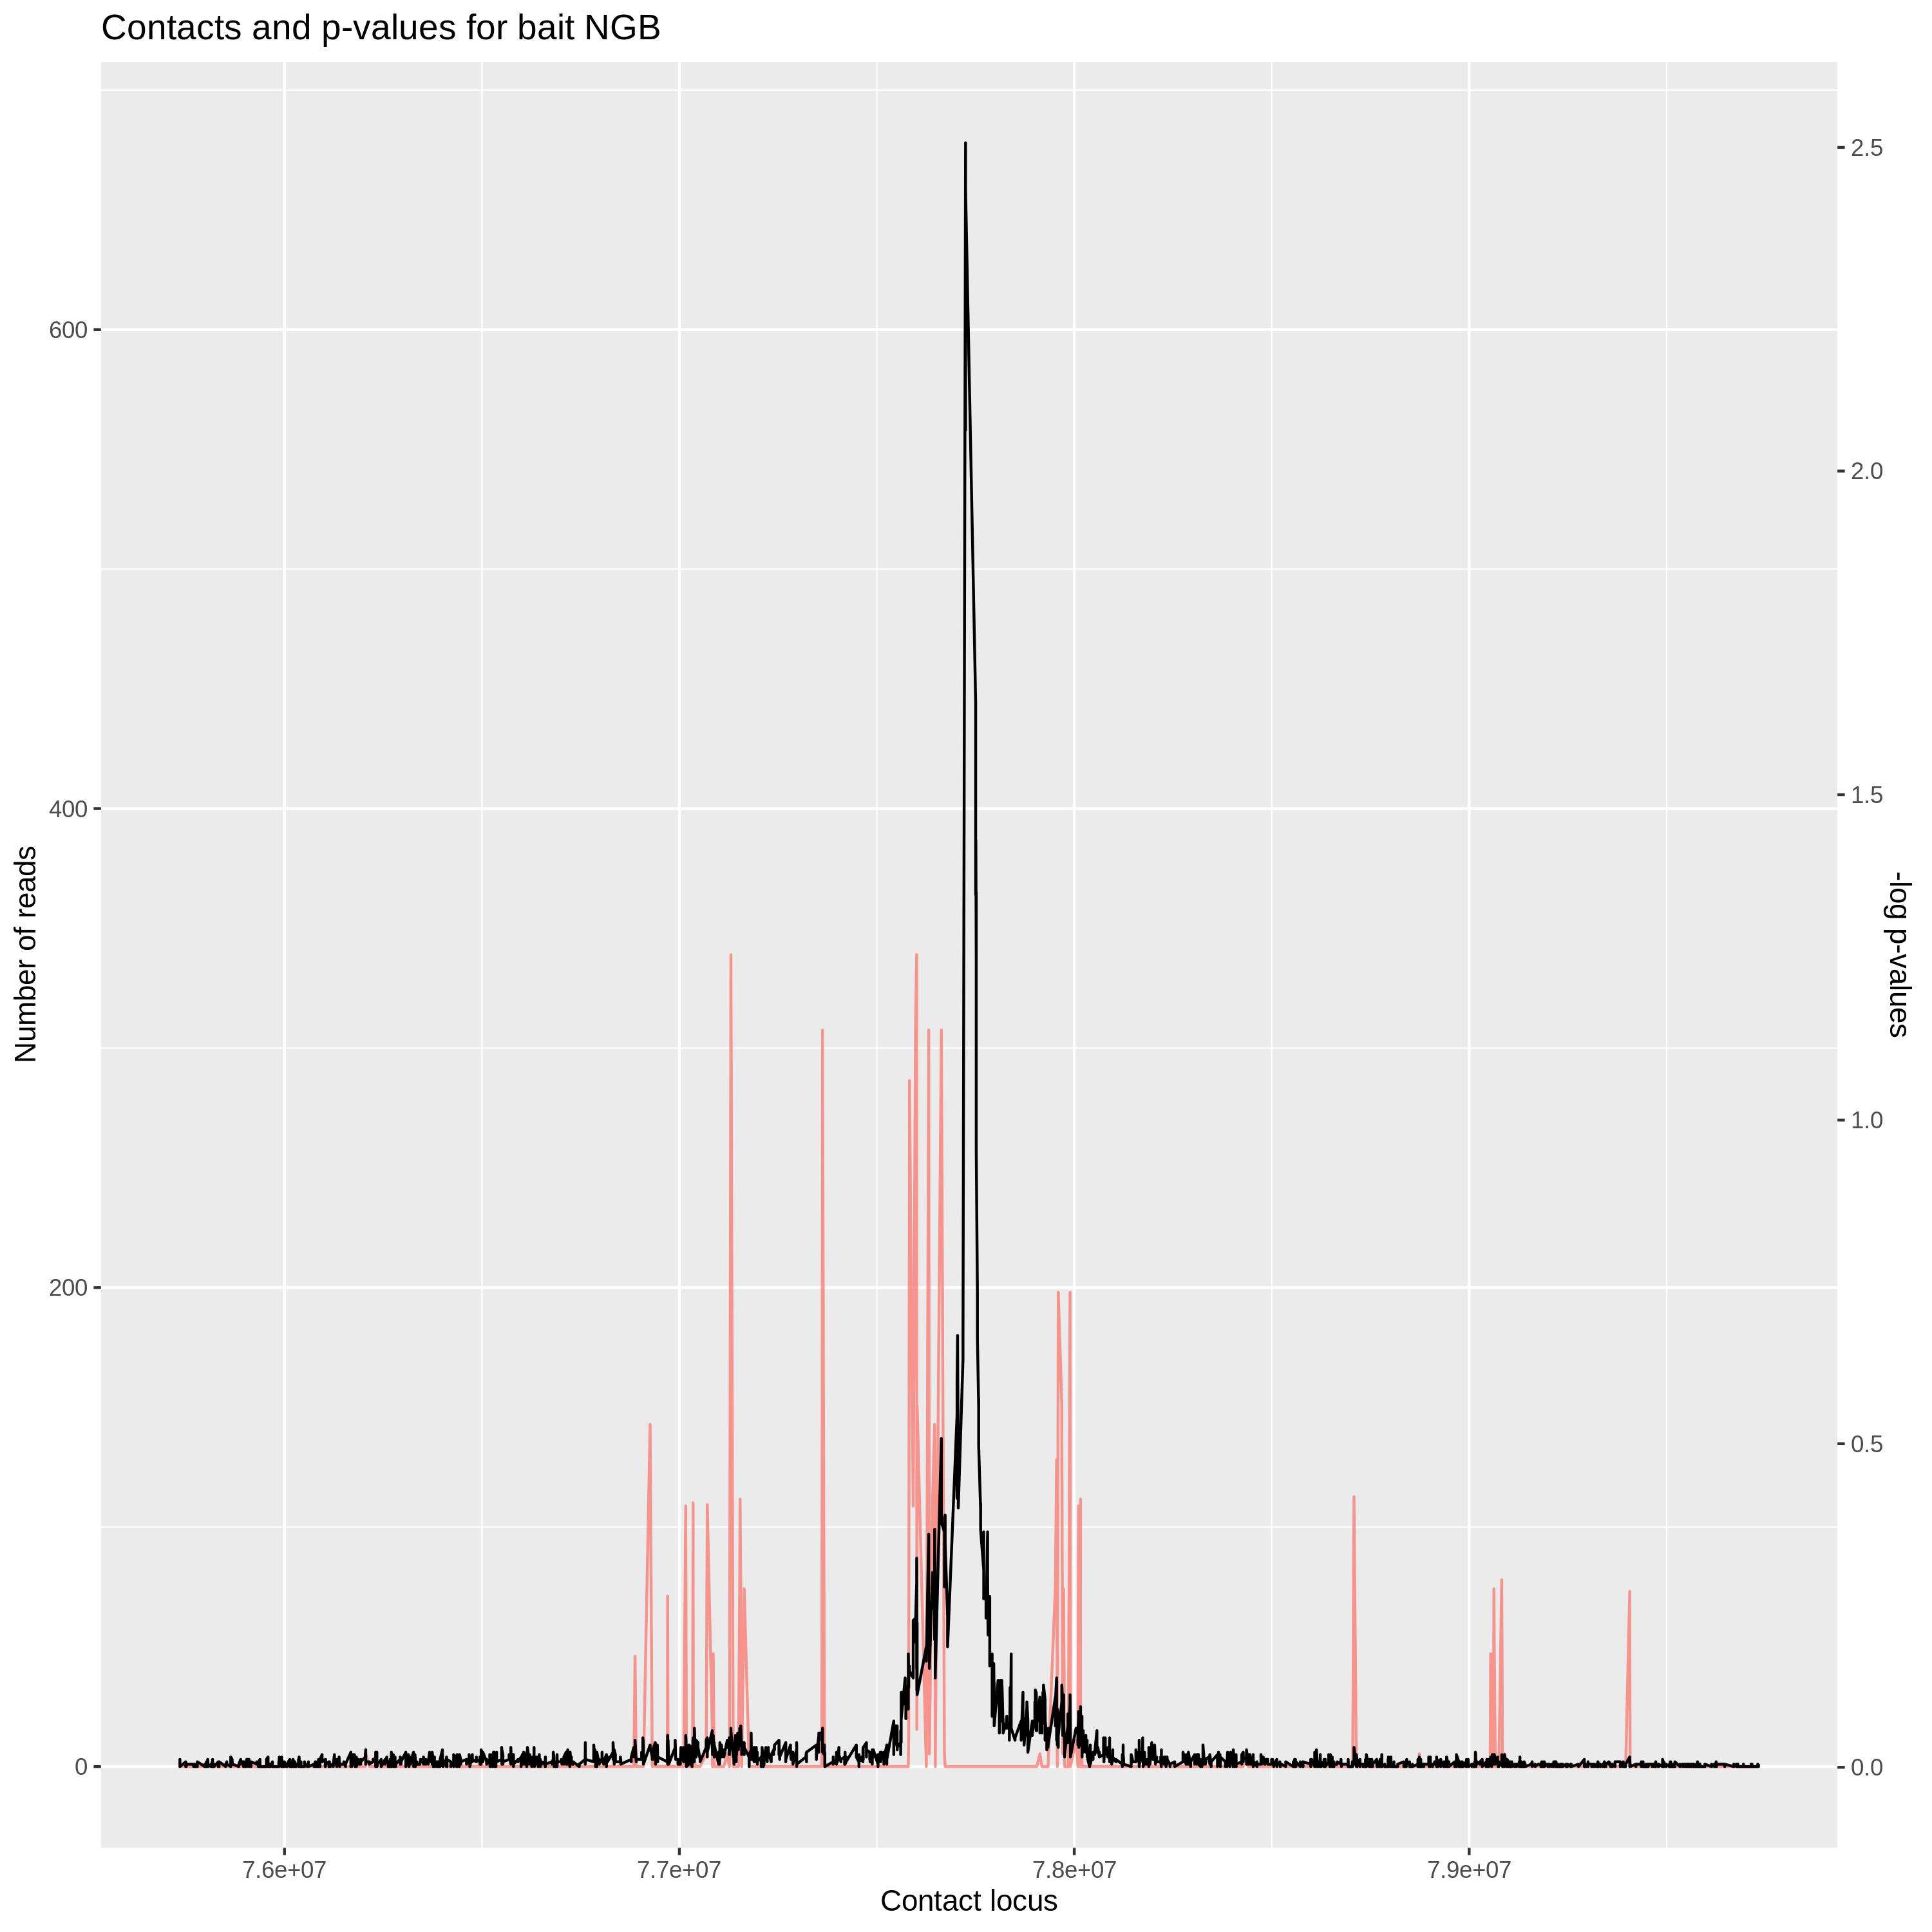 Contacts and p-values for bait NGB
600
400
200
0
Number of reads
2.5
2.0
1.5
1.0
0.5
0.0
-log p-values
7.6e+07 7.7e+07 7.8e+07 7.9e+07
Contact locus